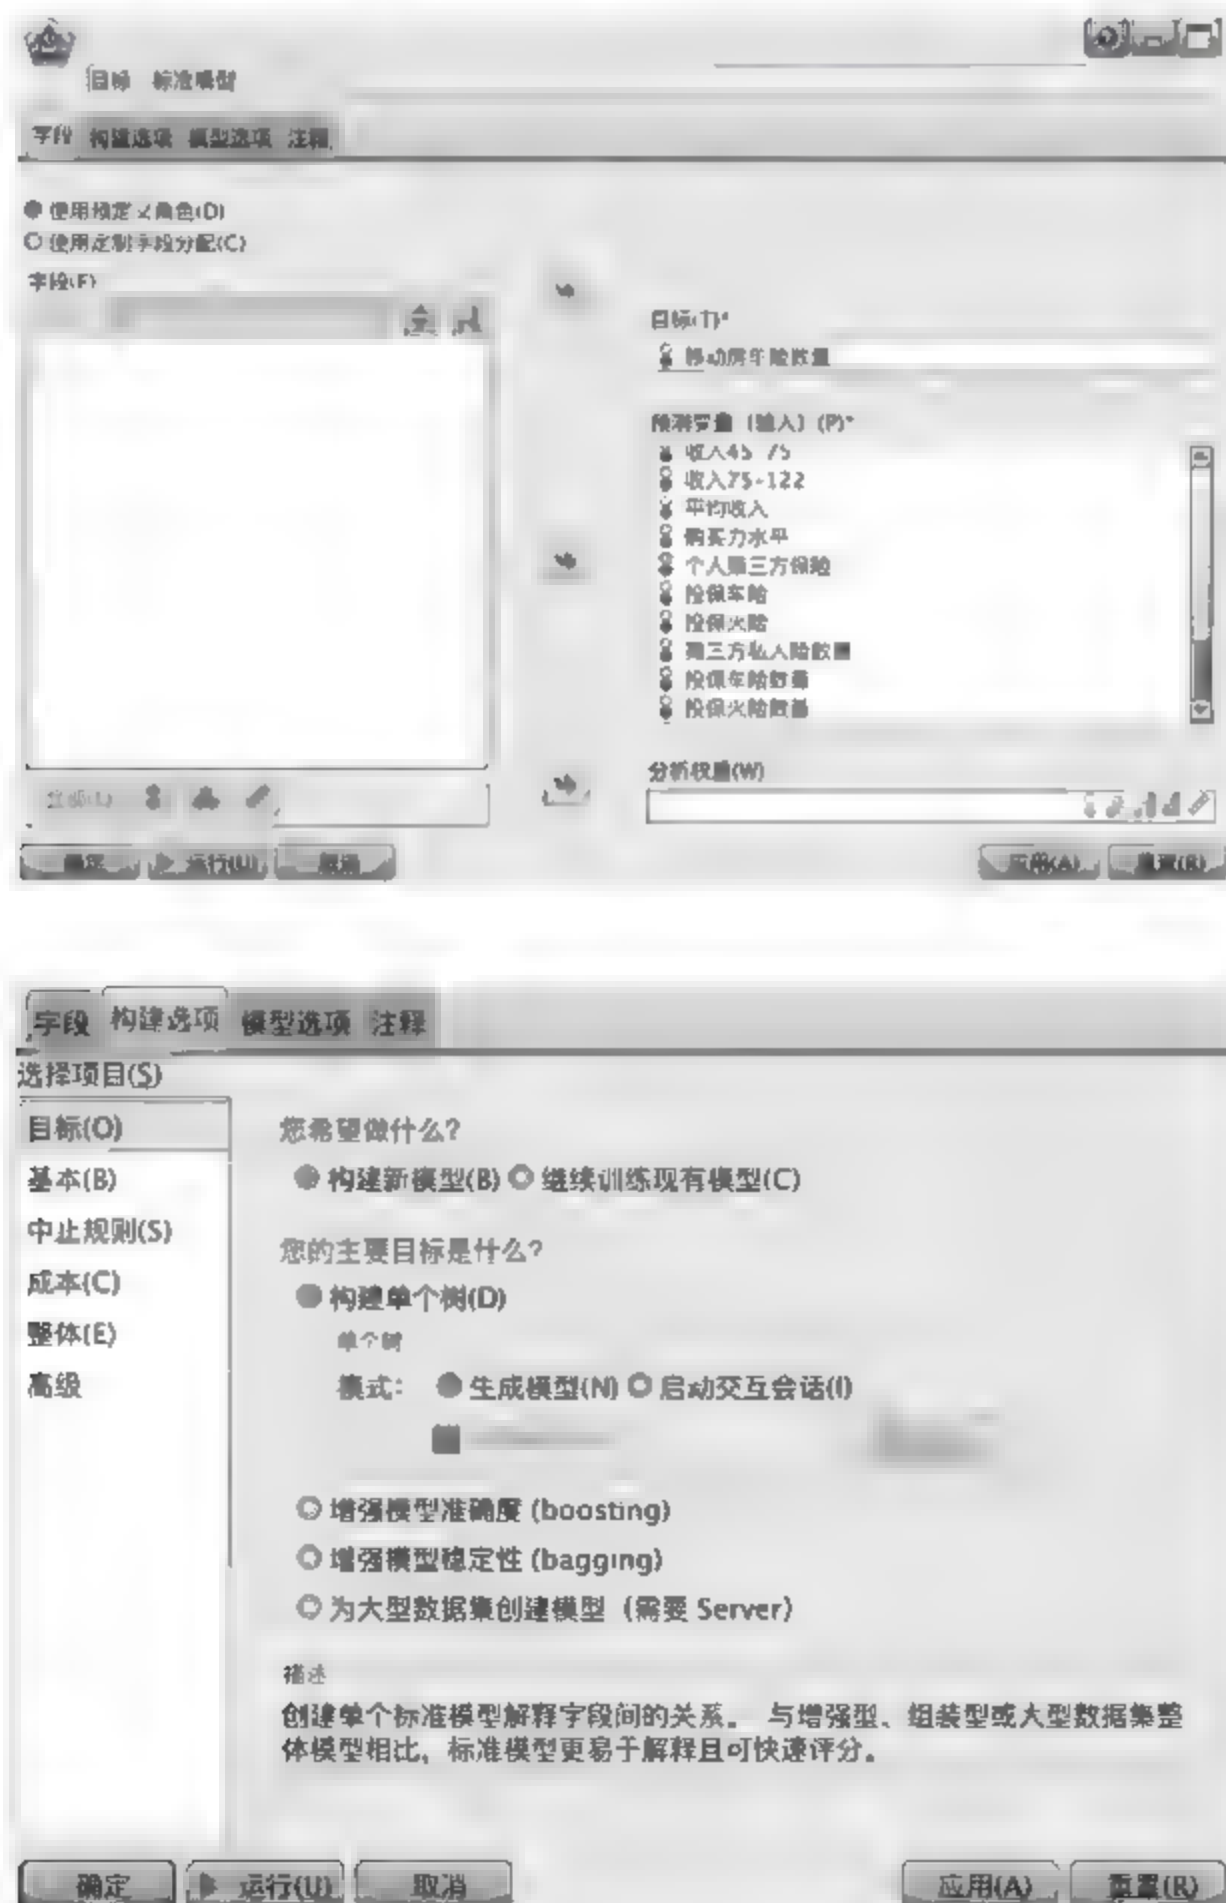 目标 标准模型
字段 构建选项 模型选项 注释
使用预定义角色(D)
使用定制字段分配(C)
字段(F)
目标(T)*
移动房车险数量
预测变量（输入）(P)*
收入45-75
收入75-122
平均收入
购买力水平
个人第三方保险
投保车险
投保火险
第三方私人险数量
投保车险数量
投保火险数量
分析权重(W)
全部(L)
确定 运行(U) 取消 应用(A) 重置(R)
字段 构建选项 模型选项 注释
选择项目(S)
目标(O)
基本(B)
中止规则(S)
成本(C)
整体(E)
高级
您希望做什么?
构建新模型(B) 继续训练现有模型(C)
您的主要目标是什么?
构建单个树(D)
单个树
模式： 生成模型(N) 启动交互会话(I)
增强模型准确度 (boosting)
增强模型稳定性 (bagging)
为大型数据集创建模型（需要 Server）
描述
创建单个标准模型解释字段间的关系。 与增强型、组装型或大型数据集整
体模型相比，标准模型更易于解释且可快速评分。
确定 运行(U) 取消 应用(A) 重置(R)